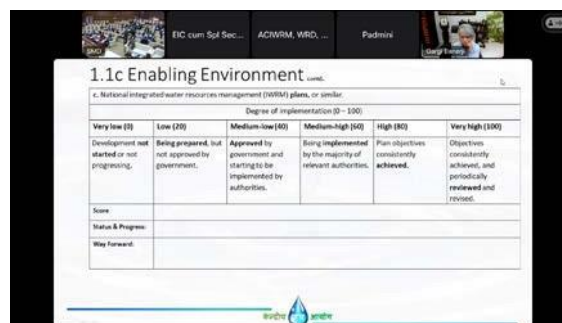 SMCI
EIC cum Spl Sec...
ACIWRM, WRD, ...
Padmini
1.1c Enabling Environment contd.
c. National integrated water resources management (IWRM) plans, or similar.
Degree of implementation (0 – 100)
Very low (0)
Low (20)
Medium-low (40)
Medium-high (60)
High (80)
Very high (100)
Development not
started or not
progressing.
Being prepared, but
not approved by
government.
Approved by
government and
starting to be
implemented by
authorities.
Being implemented
by the majority of
relevant authorities.
Plan objectives
consistently
achieved.
Objectives
consistently
achieved, and
periodically
reviewed and
revised.
Score
Status & Progress:
Way Forward:
केन्द्रीय आयोग